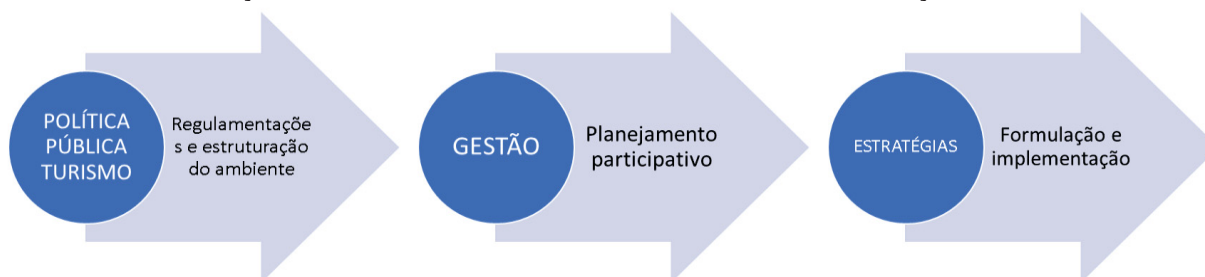 POLÍTICA
PÚBLICA
TURISMO
Regulamentaçõe
s e estruturação
do ambiente
GESTÃO
Planejamento
participativo
ESTRATÉGIAS
Formulação e
implementação